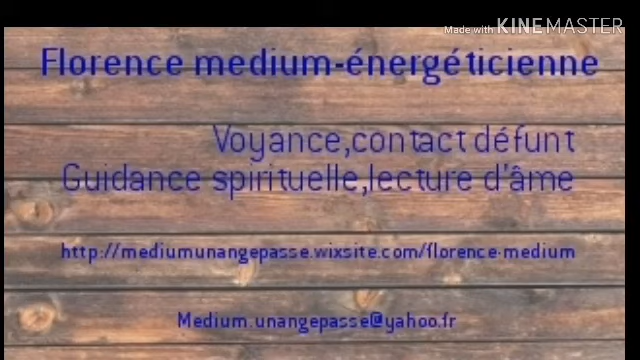 Made with KINEMASTER
Florence medium-énergéticienne
Voyance,contact défunt
Guidance spirituelle,lecture d'âme
http://mediumunangepasse.wixsite.com/florence-medium
Medium.unangepasse@yahoo.fr